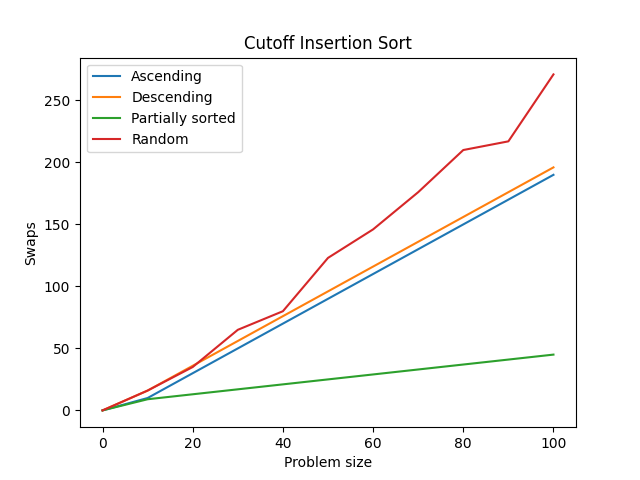 Cutoff Insertion Sort
Ascending
Descending
Partially sorted
Random
250
200
150
100
50
0
Swaps
0 20 40 60 80 100
Problem size